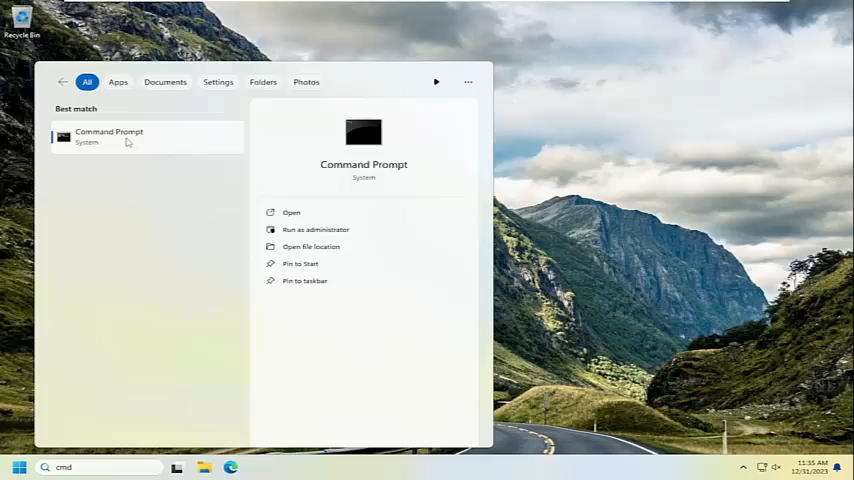 Recycle Bin
All Apps Documents Settings Folders Photos
Best match
Command Prompt
System
Command Prompt
System
Open
Run as administrator
Open file location
Pin to Start
Pin to taskbar
cmd
11:35 AM
12/31/2023